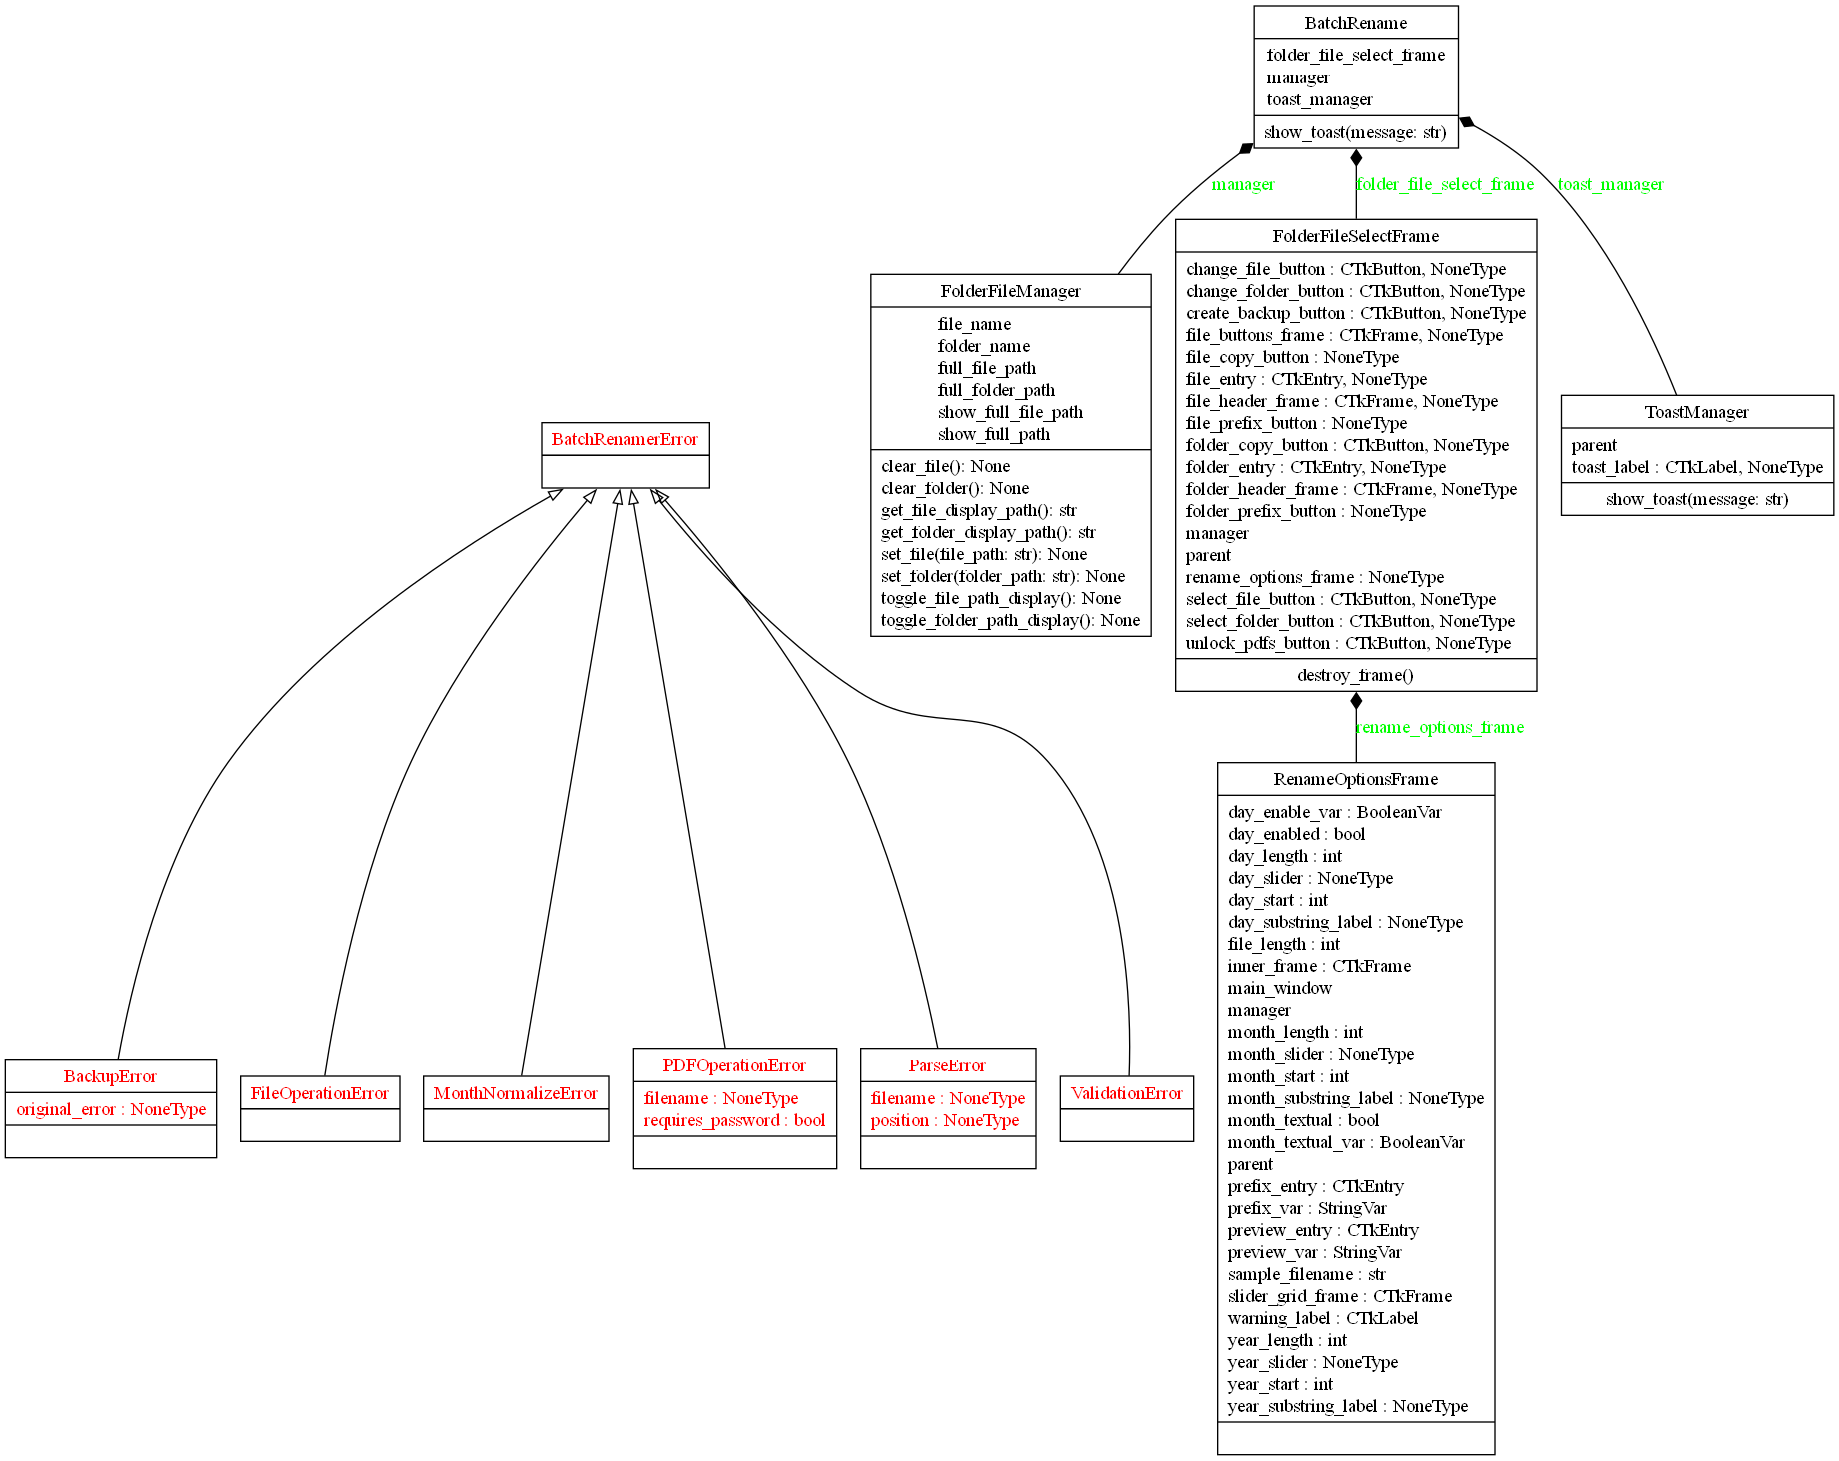 BatchRename
folder_file_select_frame
manager
toast_manager
show_toast(message: str)
manager
folder_file_select_frame
toast_manager
FolderFileManager
file_name
folder_name
full_file_path
full_folder_path
show_full_file_path
show_full_path
clear_file(): None
clear_folder(): None
get_file_display_path(): str
get_folder_display_path(): str
set_file(file_path: str): None
set_folder(folder_path: str): None
toggle_file_path_display(): None
toggle_folder_path_display(): None
FolderFileSelectFrame
change_file_button : CTkButton, NoneType
change_folder_button : CTkButton, NoneType
create_backup_button : CTkButton, NoneType
file_buttons_frame : CTkFrame, NoneType
file_copy_button : NoneType
file_entry : CTkEntry, NoneType
file_header_frame : CTkFrame, NoneType
file_prefix_button : NoneType
folder_copy_button : CTkButton, NoneType
folder_entry : CTkEntry, NoneType
folder_header_frame : CTkFrame, NoneType
folder_prefix_button : NoneType
manager
parent
rename_options_frame : NoneType
select_file_button : CTkButton, NoneType
select_folder_button : CTkButton, NoneType
unlock_pdfs_button : CTkButton, NoneType
destroy_frame()
ToastManager
parent
toast_label : CTkLabel, NoneType
show_toast(message: str)
BatchRenamerError
rename_options_frame
RenameOptionsFrame
day_enable_var : BooleanVar
day_enabled : bool
day_length : int
day_slider : NoneType
day_start : int
day_substring_label : NoneType
file_length : int
inner_frame : CTkFrame
main_window
manager
month_length : int
month_slider : NoneType
month_start : int
month_substring_label : NoneType
month_textual : bool
month_textual_var : BooleanVar
parent
prefix_entry : CTkEntry
prefix_var : StringVar
preview_entry : CTkEntry
preview_var : StringVar
sample_filename : str
slider_grid_frame : CTkFrame
warning_label : CTkLabel
year_length : int
year_slider : NoneType
year_start : int
year_substring_label : NoneType
BackupError
original_error : NoneType
FileOperationError
MonthNormalizeError
PDFOperationError
filename : NoneType
requires_password : bool
ParseError
filename : NoneType
position : NoneType
ValidationError